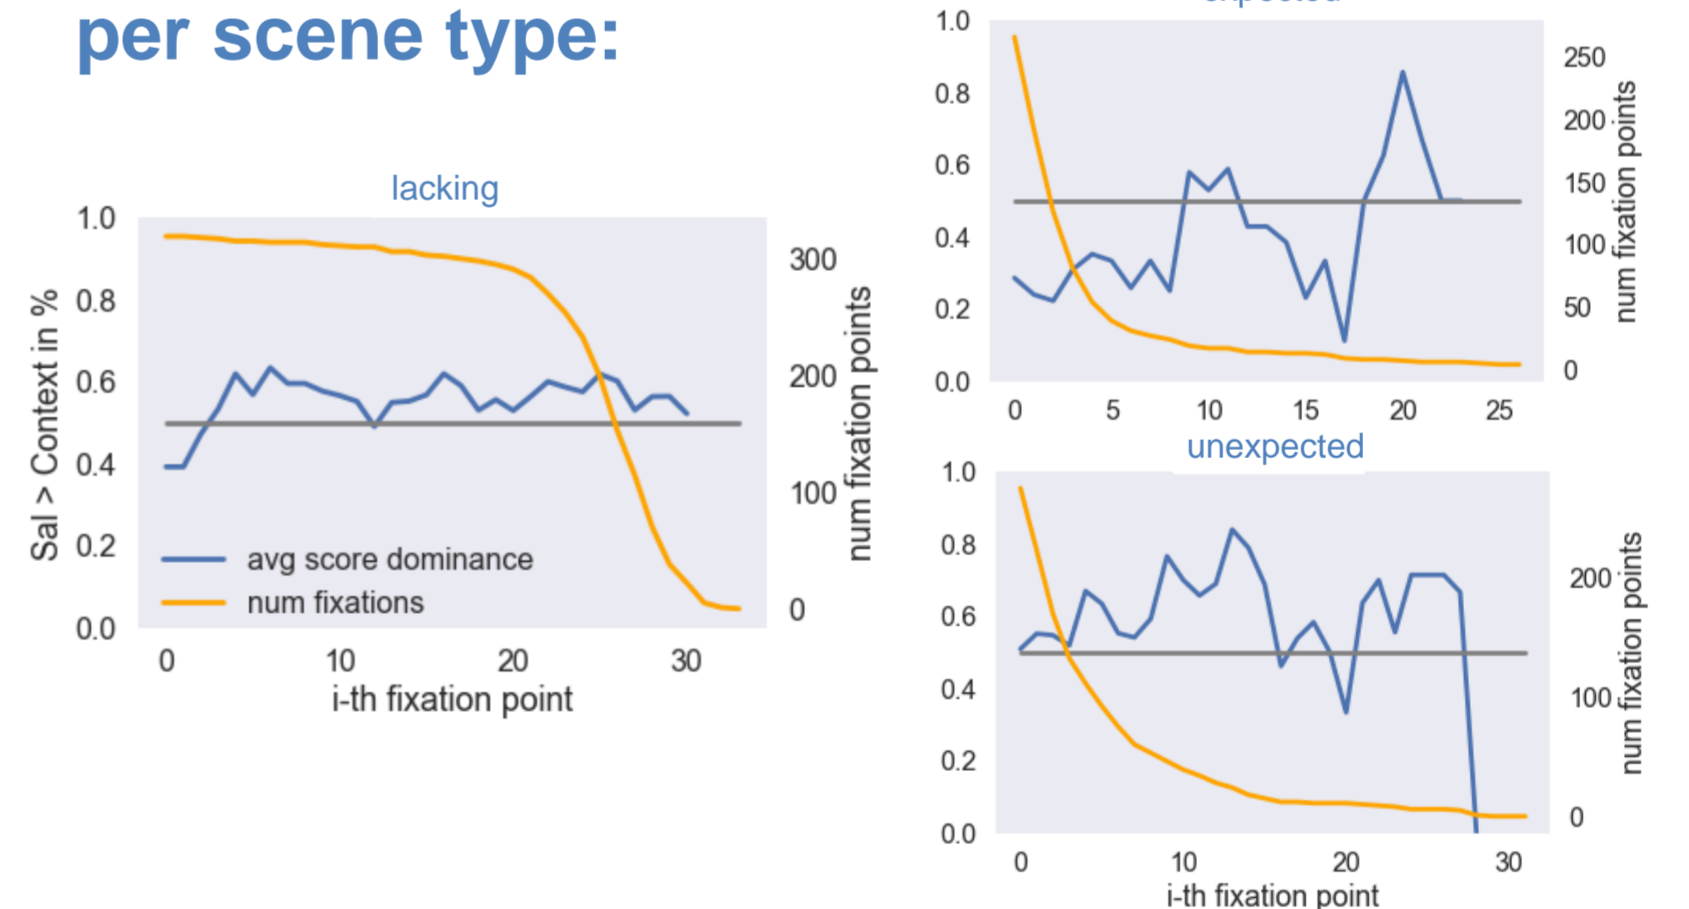 per scene type:
lacking
1.0
0.8
0.6
0.4
0.2
0.0
Sal > Context in %
300
200
100
0
num fixation points
avg score dominance
num fixations
0 10 20 30
i-th fixation point
expected
1.0
0.8
0.6
0.4
0.2
0.0
250
200
150
100
50
0
num fixation points
0 5 10 15 20 25
unexpected
1.0
0.8
0.6
0.4
0.2
0.0
200
100
0
num fixation points
0 10 20 30
i-th fixation point